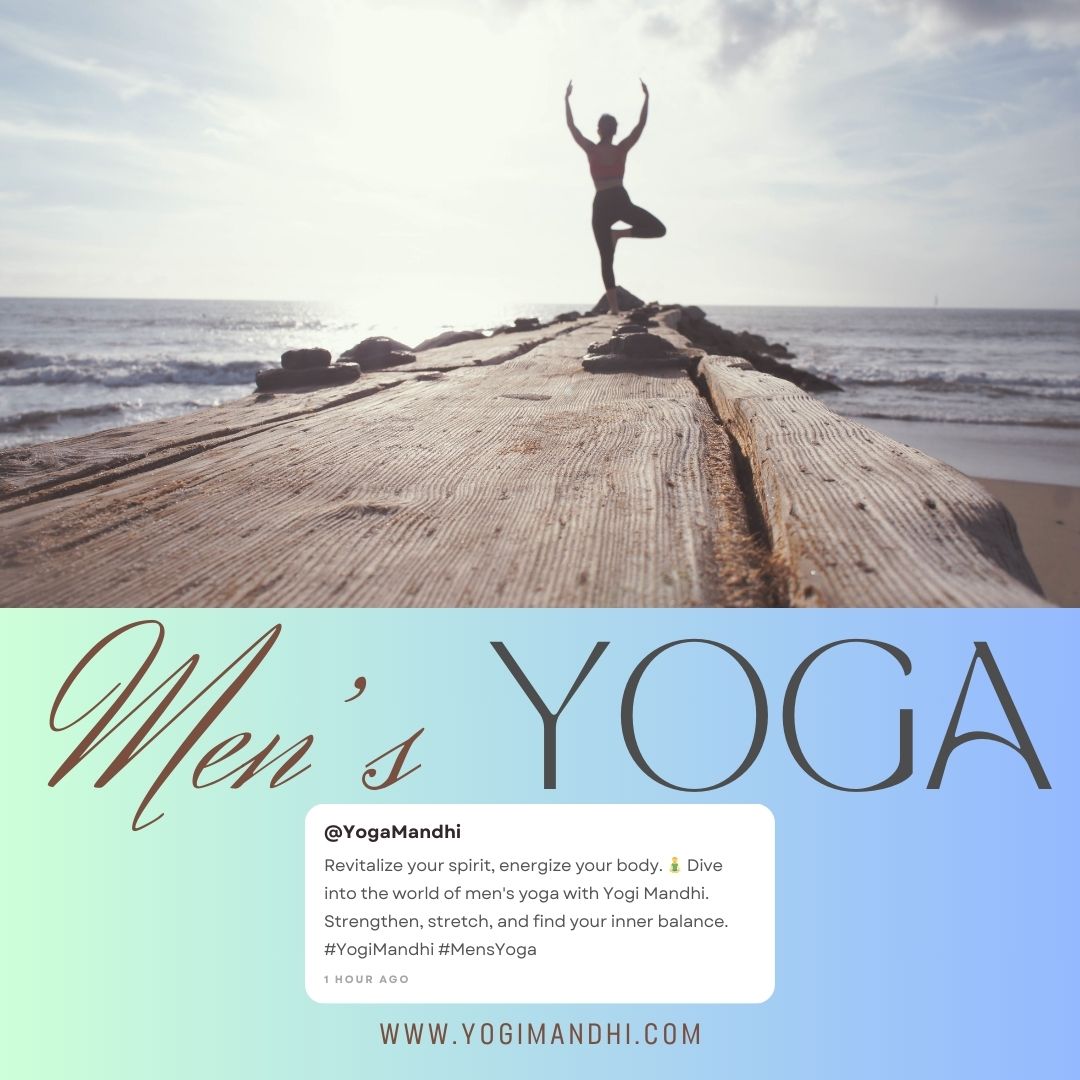 Men's YOGA
@YogaMandhi
Revitalize your spirit, energize your body. 🧘 Dive
into the world of men's yoga with Yogi Mandhi.
Strengthen, stretch, and find your inner balance.
#YogiMandhi #MensYoga
1 HOUR AGO
WWW.YOGIMANDHI.COM